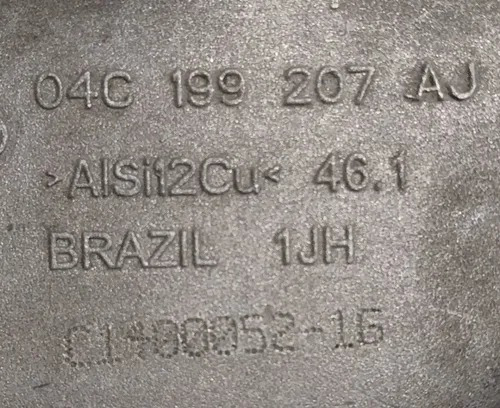 04C 199 207 AJ
>AlSi12Cu< 46.1
BRAZIL 1JH
C1400052-16